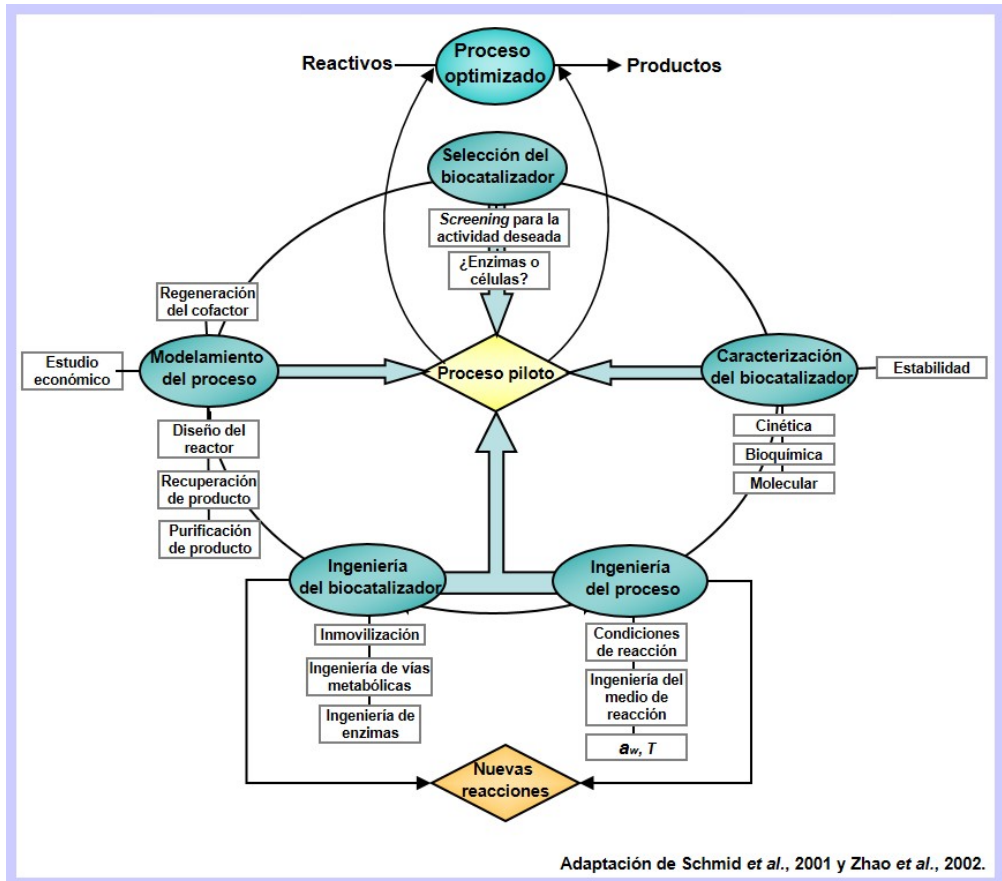 Reactivos
Proceso
optimizado
Productos
Selección del
biocatalizador
Screening para la
actividad deseada
¿Enzimas o
células?
Regeneración
del cofactor
Estudio
económico
Modelamiento
del proceso
Proceso piloto
Caracterización
del biocatalizador
Estabilidad
Diseño del
reactor
Recuperación
de producto
Purificación
de producto
Cinética
Bioquímica
Molecular
Ingeniería
del biocatalizador
Ingeniería
del proceso
Inmovilización
Ingeniería de vías
metabólicas
Ingeniería de
enzimas
Condiciones
de reacción
Ingeniería del
medio de
reacción
aw, T
Nuevas
reacciones
Adaptación de Schmid et al., 2001 y Zhao et al., 2002.